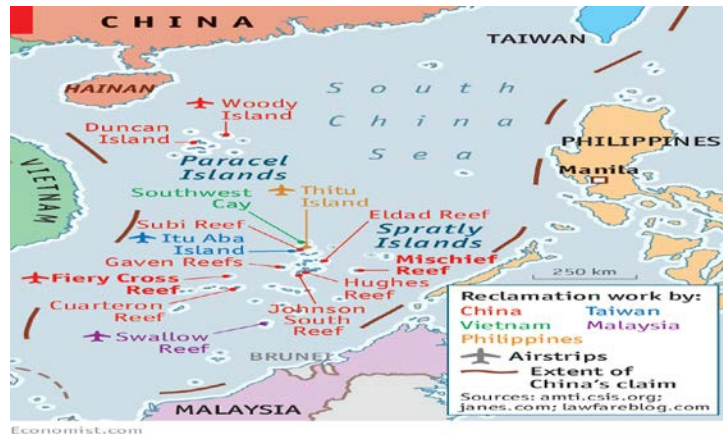 CHINA
TAIWAN
HAINAN
South
China
Sea
Woody
Island
Duncan
Island
Paracel
Islands
VIETNAM
PHILIPPINES
Manila
Southwest
Cay
Thitu
Island
Eldad Reef
Subi Reef
Spratly
Islands
Itu Aba
Island
Gaven Reefs
Mischief
Reef
Fiery Cross
Reef
Hughes
Reef
Cuarteron
Reef
Johnson
South
Reef
Swallow
Reef
BRUNEI
MALAYSIA
250 km
Reclamation work by:
China Taiwan
Vietnam Malaysia
Philippines
Airstrips
Extent of
China's claim
Sources: amti.csis.org;
janes.com; lawfareblog.com
Economist.com